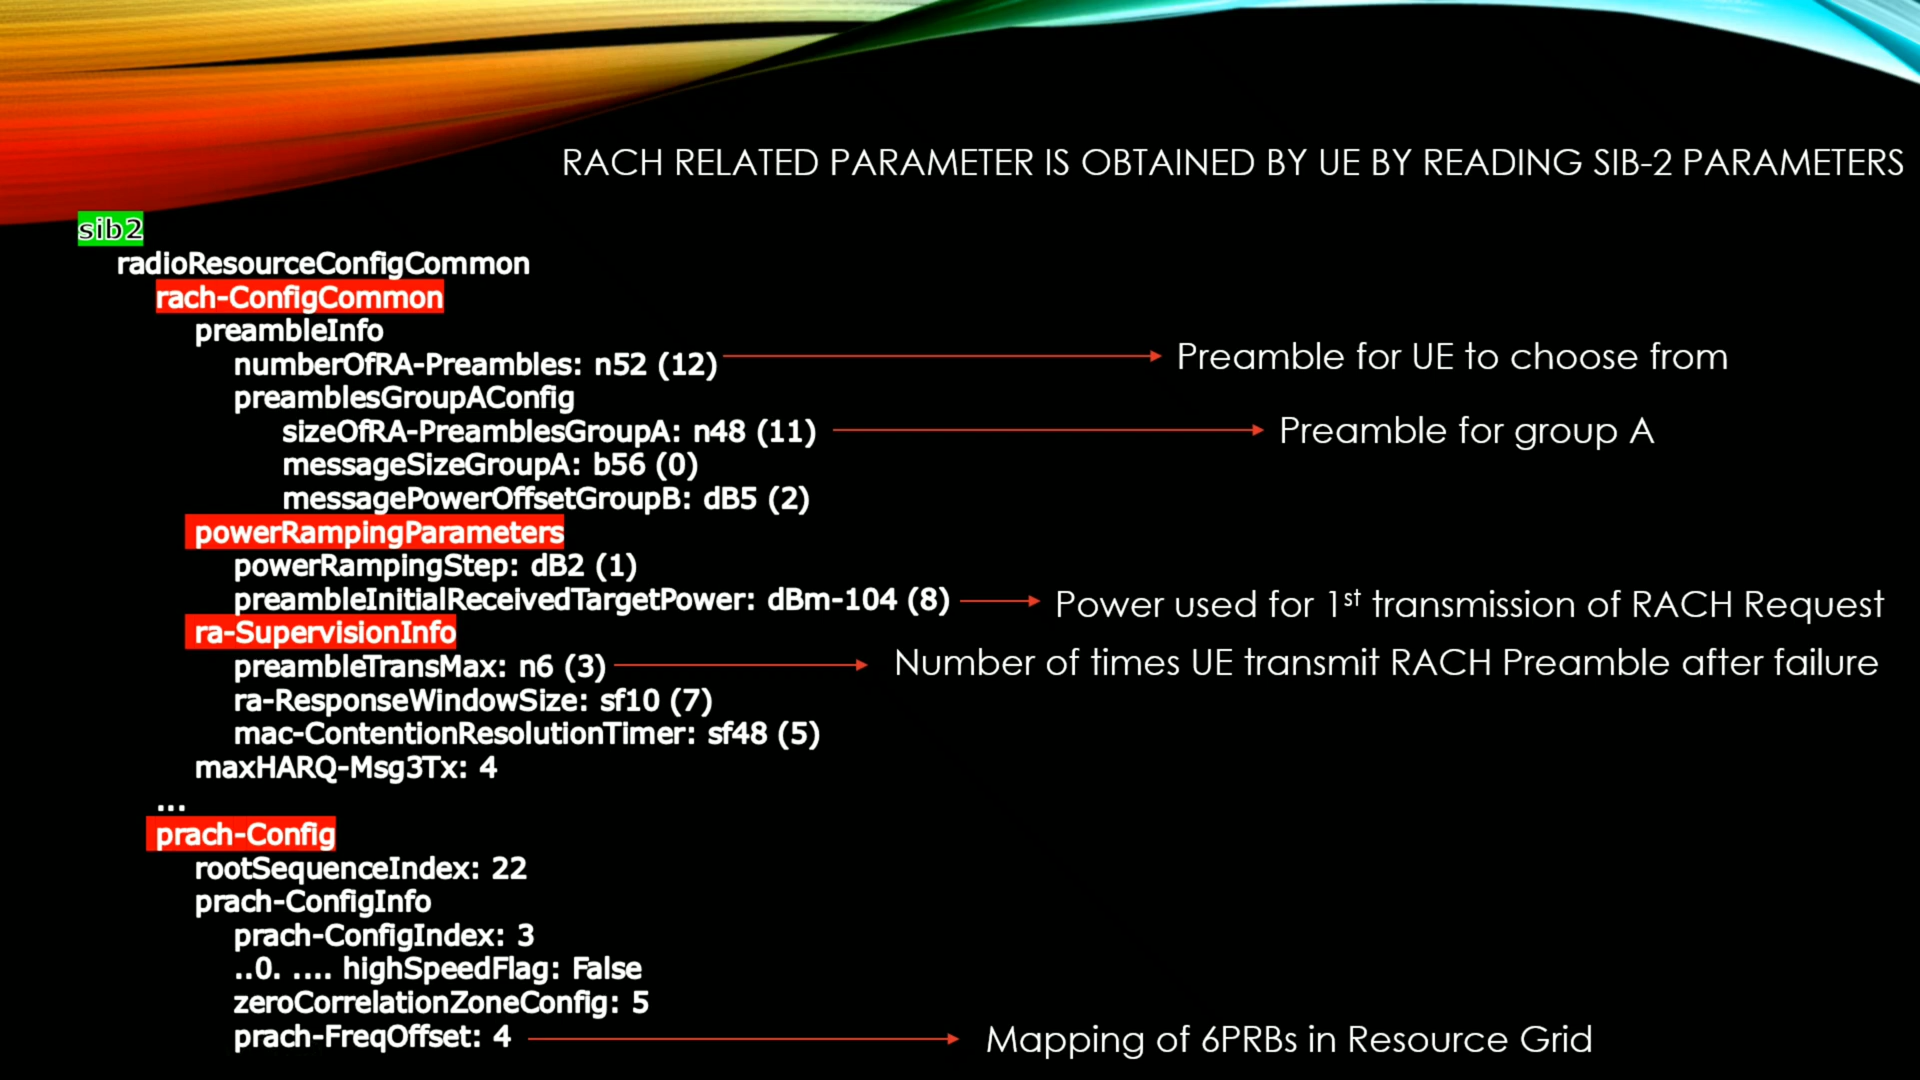 RACH RELATED PARAMETER IS OBTAINED BY UE BY READING SIB-2 PARAMETERS
sib2
radioResourceConfigCommon
rach-ConfigCommon
preambleInfo
numberOfRA-Preambles: n52 (12)
Preamble for UE to choose from
preamblesGroupAConfig
sizeOfRA-PreamblesGroupA: n48 (11)
Preamble for group A
messageSizeGroupA: b56 (0)
messagePowerOffsetGroupB: dB5 (2)
powerRampingParameters
powerRampingStep: dB2 (1)
preambleInitialReceivedTargetPower: dBm-104 (8)
Power used for 1st transmission of RACH Request
ra-SupervisionInfo
preambleTransMax: n6 (3)
Number of times UE transmit RACH Preamble after failure
ra-ResponseWindowSize: sf10 (7)
mac-ContentionResolutionTimer: sf48 (5)
maxHARQ-Msg3Tx: 4
...
prach-Config
rootSequenceIndex: 22
prach-ConfigInfo
prach-ConfigIndex: 3
..0. .... highSpeedFlag: False
zeroCorrelationZoneConfig: 5
prach-FreqOffset: 4
Mapping of 6PRBs in Resource Grid